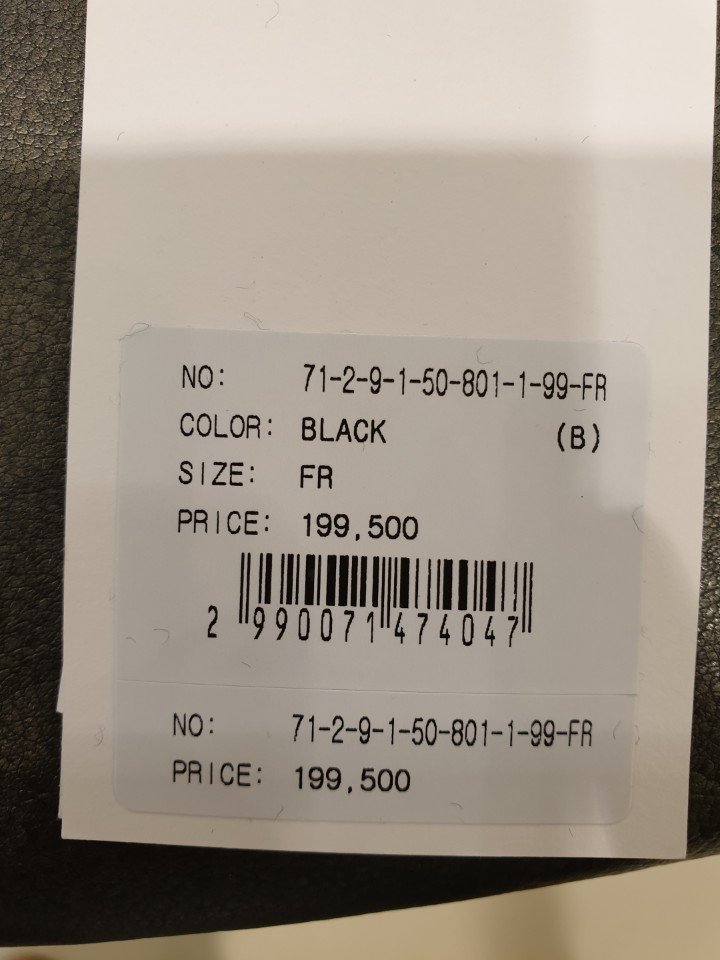 NO: 71-2-9-1-50-801-1-99-FR
COLOR: BLACK (B)
SIZE: FR
PRICE: 199,500
2 990071 474047
NO: 71-2-9-1-50-801-1-99-FR
PRICE: 199,500